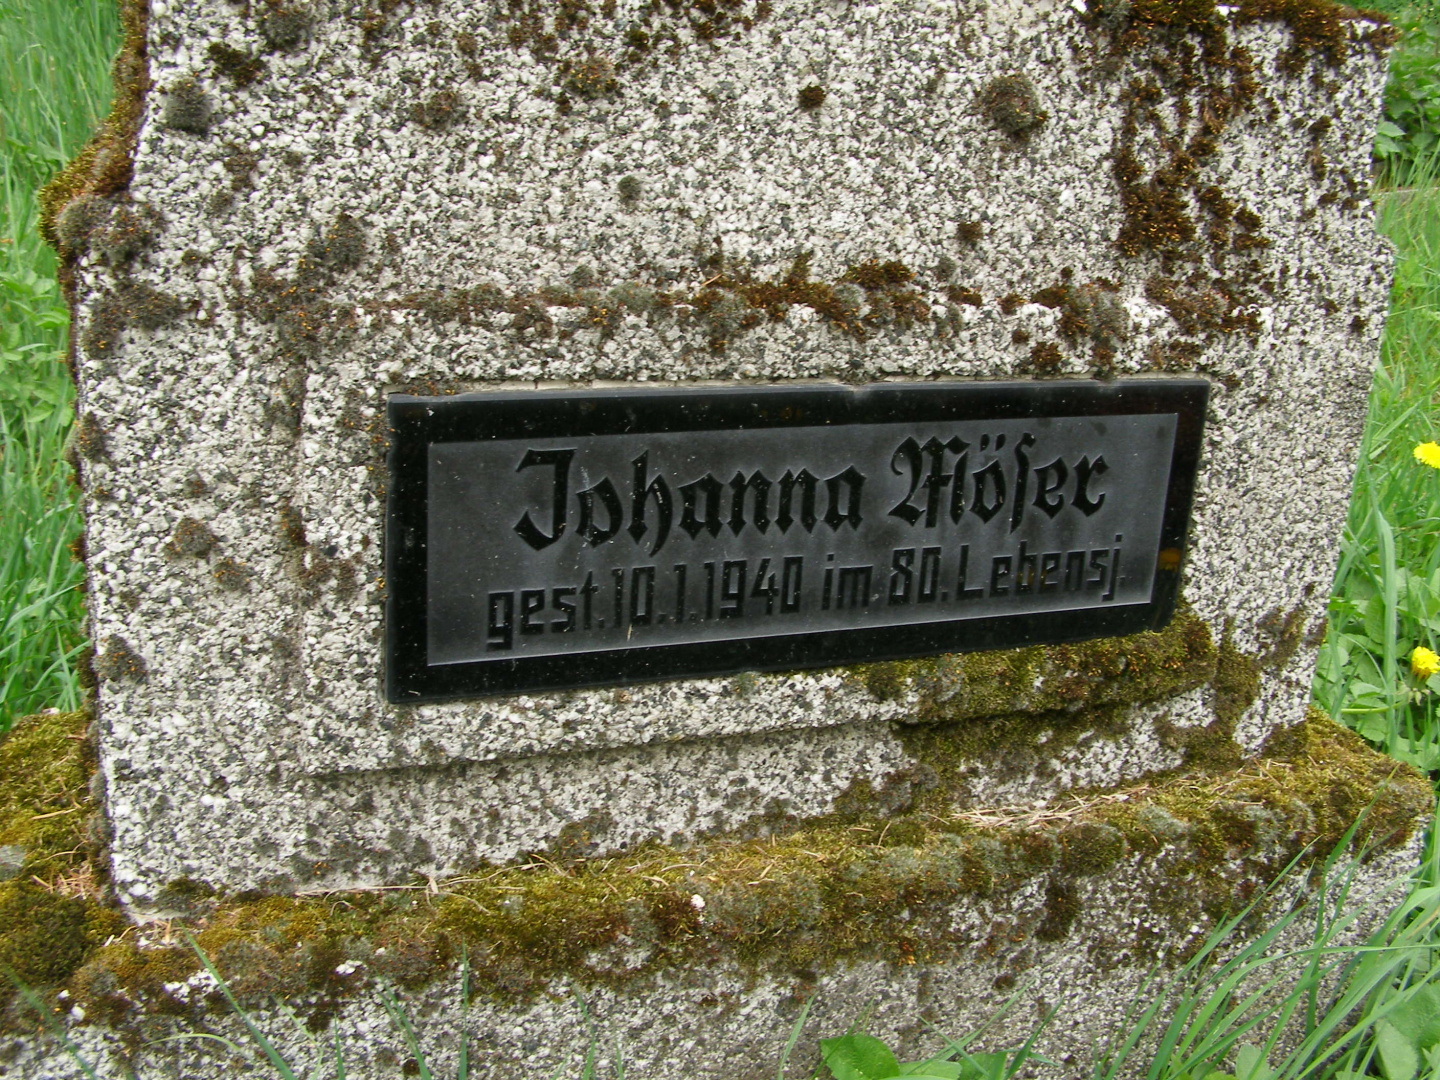 Johanna Möſer
gest. 10.1.1940 im 80. Lebensj.